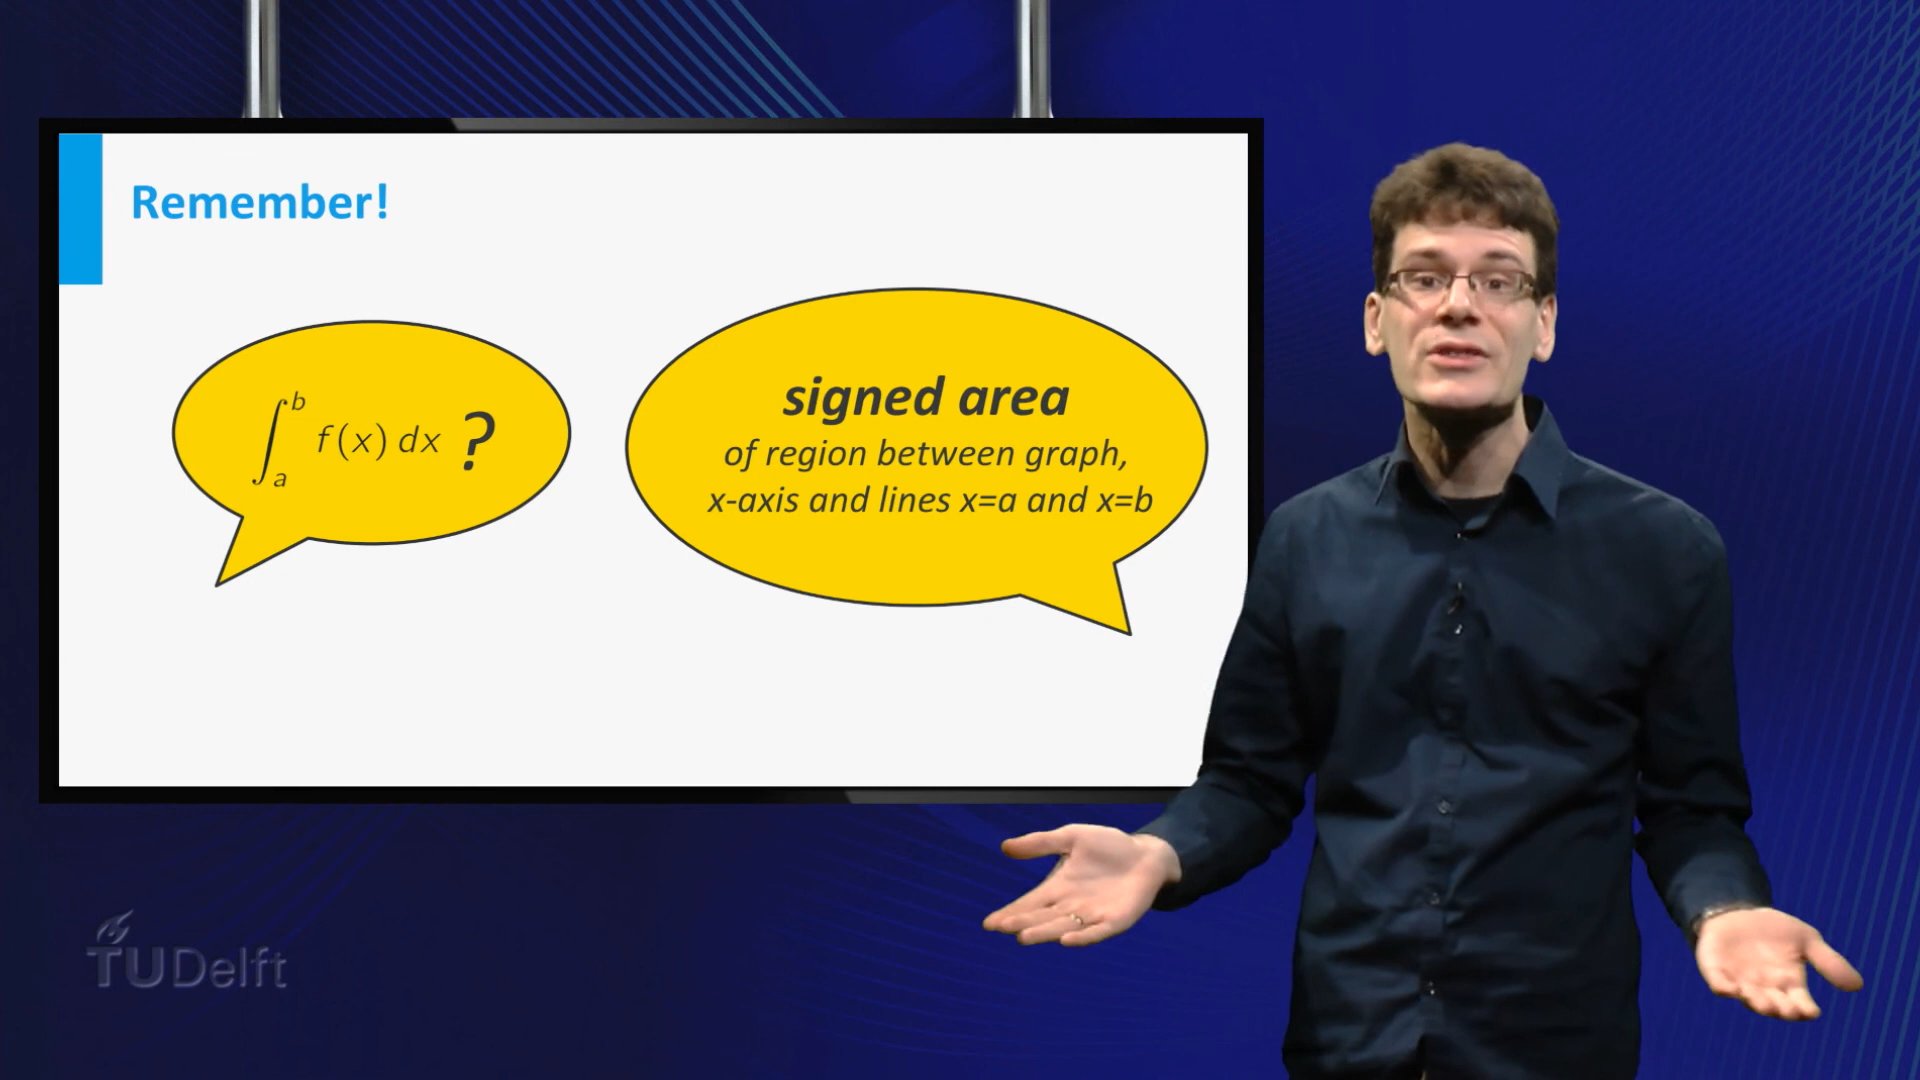 Remember!
∫_a^b f(x) dx ?
signed area
of region between graph,
x-axis and lines x=a and x=b
TUDelft